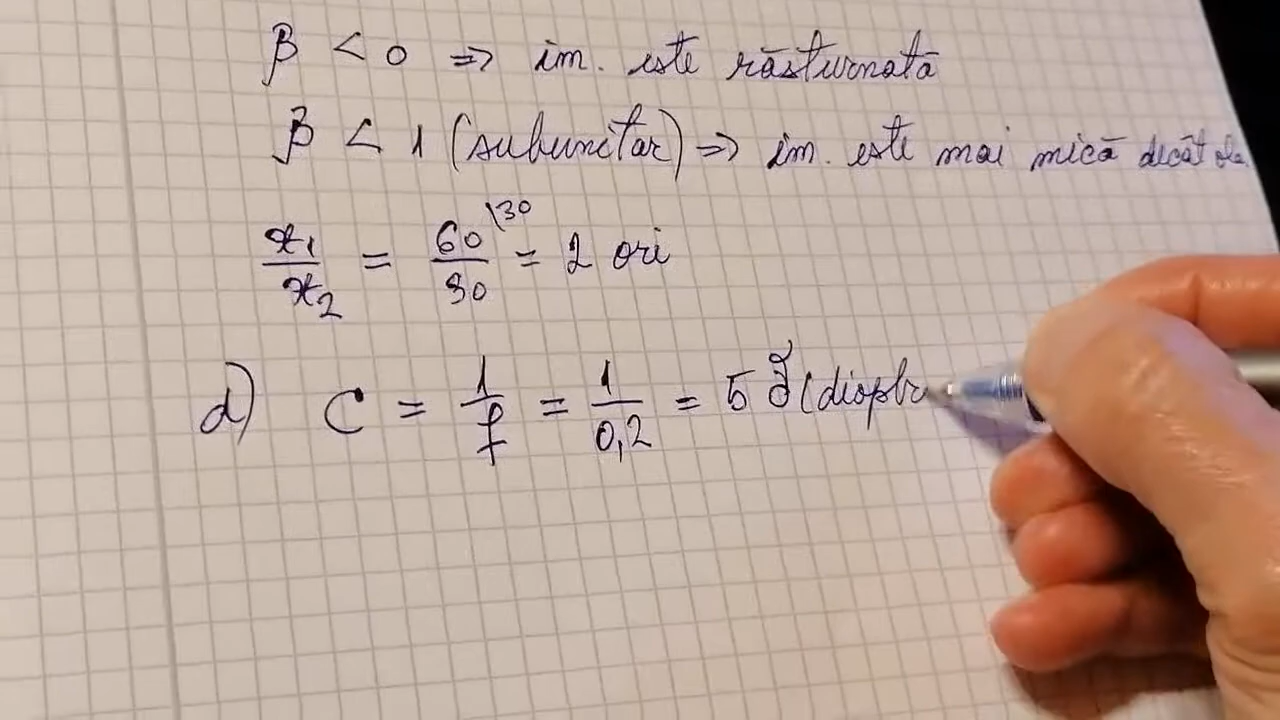 β < 0 => im. este răsturnată
β < 1 (subunitar) => im. este mai mică decât
x₁/x₂ = 60/30 \30 = 2 ori
d) C = 1/f = 1/0,2 = 5 δ (dioptr